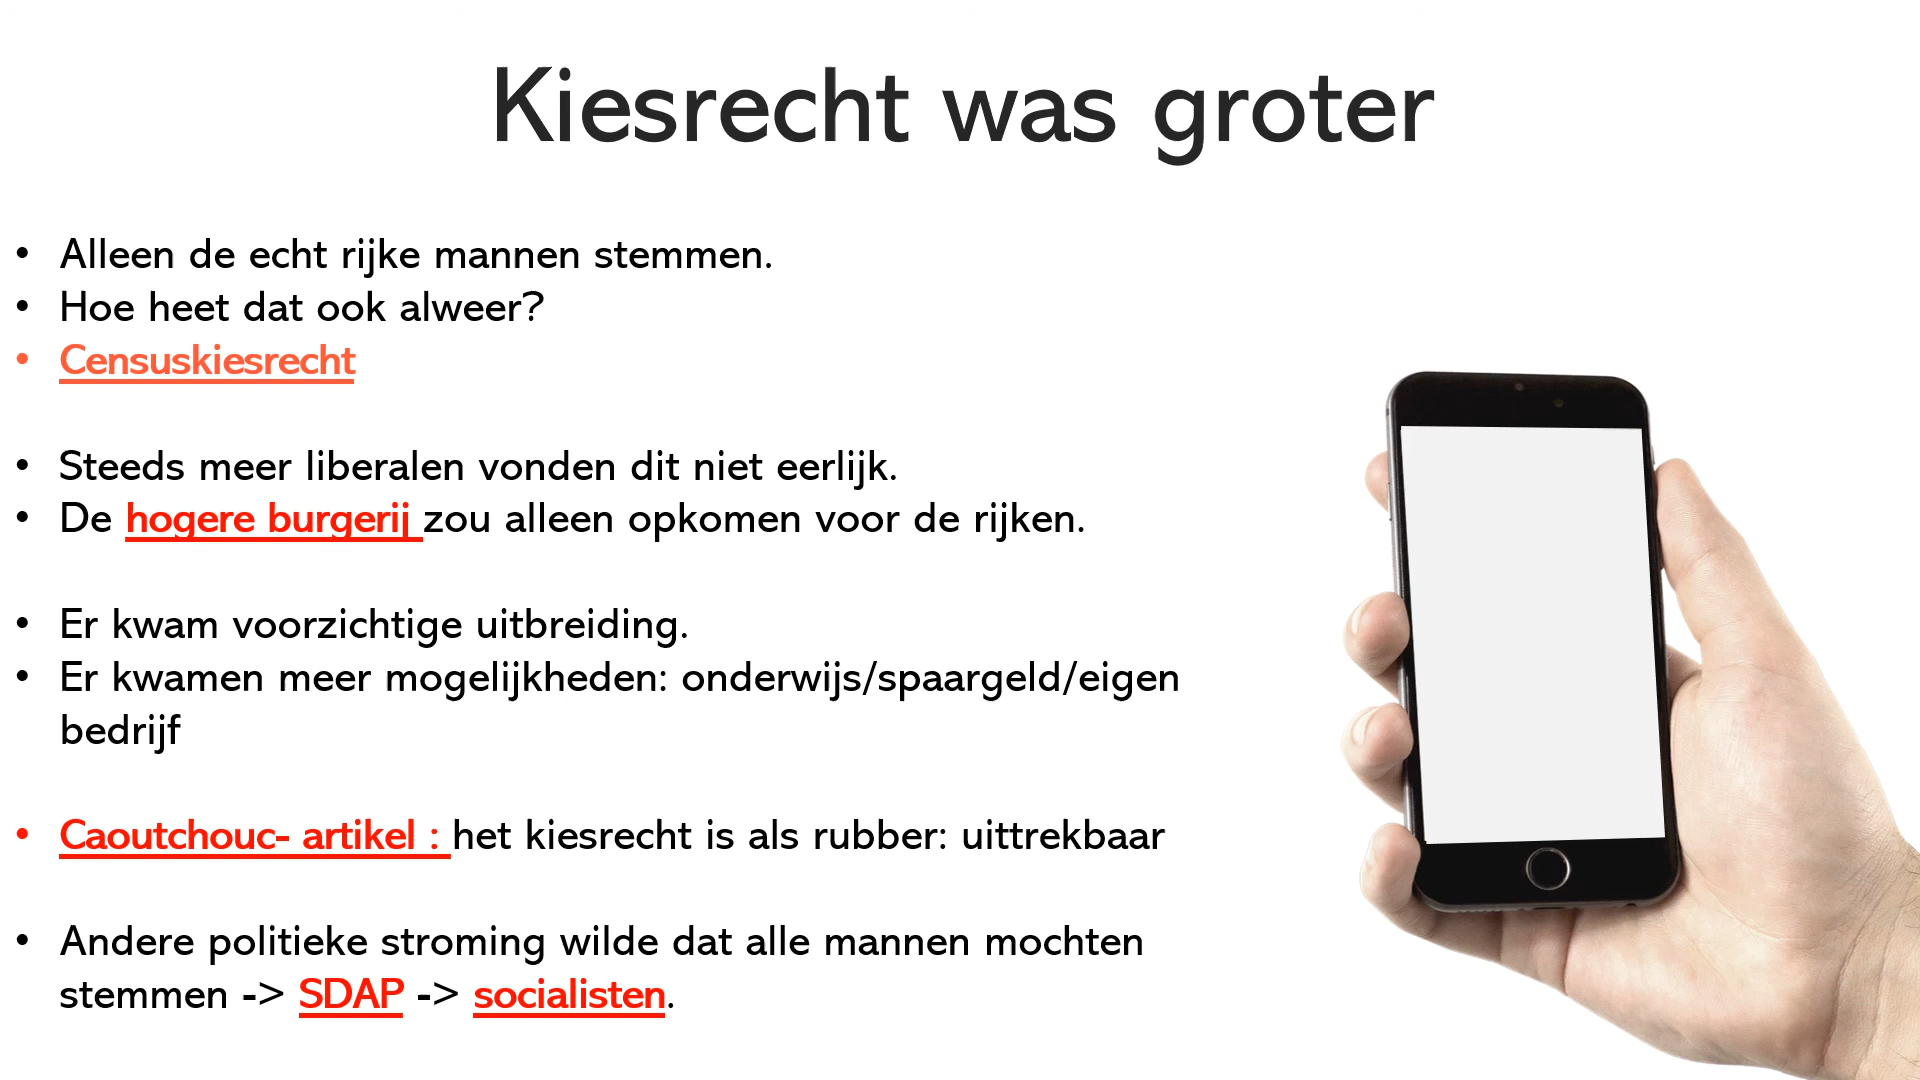 Kiesrecht was groter
• Alleen de echt rijke mannen stemmen.
• Hoe heet dat ook alweer?
• Censuskiesrecht
• Steeds meer liberalen vonden dit niet eerlijk.
• De hogere burgerij zou alleen opkomen voor de rijken.
• Er kwam voorzichtige uitbreiding.
• Er kwamen meer mogelijkheden: onderwijs/spaargeld/eigen
bedrijf
• Caoutchouc- artikel : het kiesrecht is als rubber: uittrekbaar
• Andere politieke stroming wilde dat alle mannen mochten
stemmen -> SDAP -> socialisten.